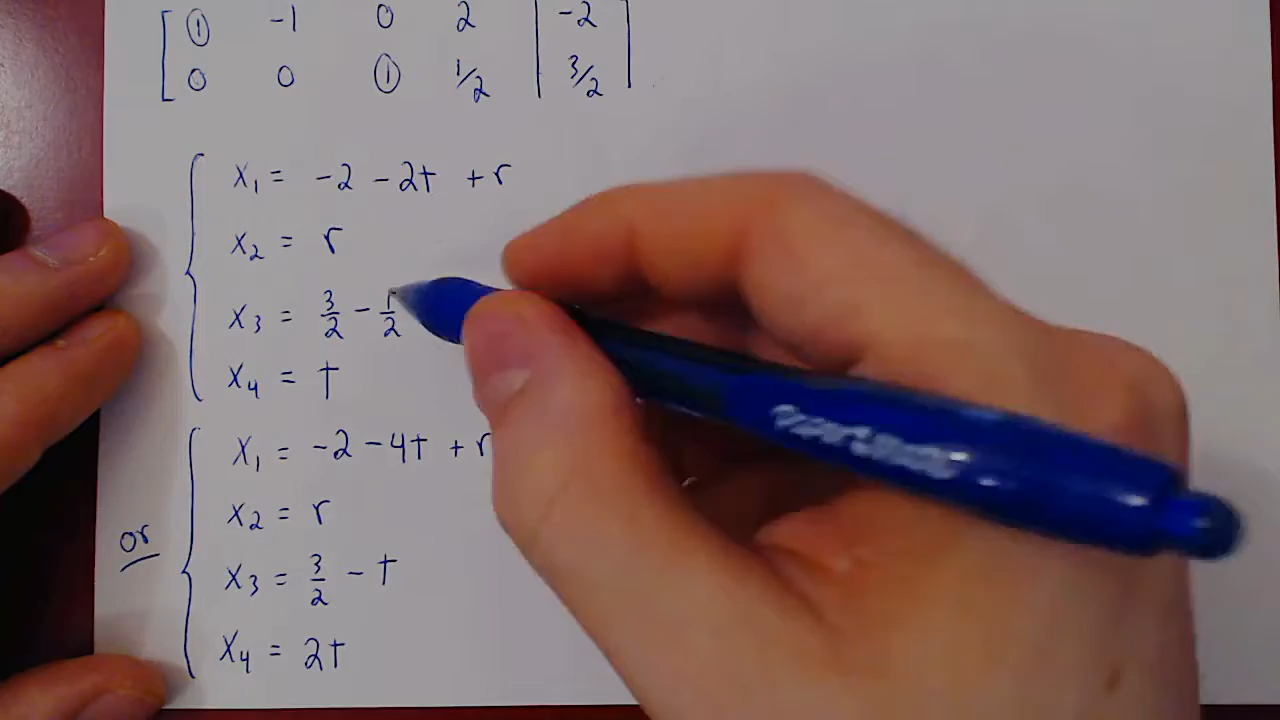 1 -1 0 2 | -2
0 0 1 1/2 | 3/2
x₁ = -2 - 2t + r
x₂ = r
x₃ = 3/2 - 1/2
x₄ = t
x₁ = -2 - 4t + r
x₂ = r
or
x₃ = 3/2 - t
x₄ = 2t